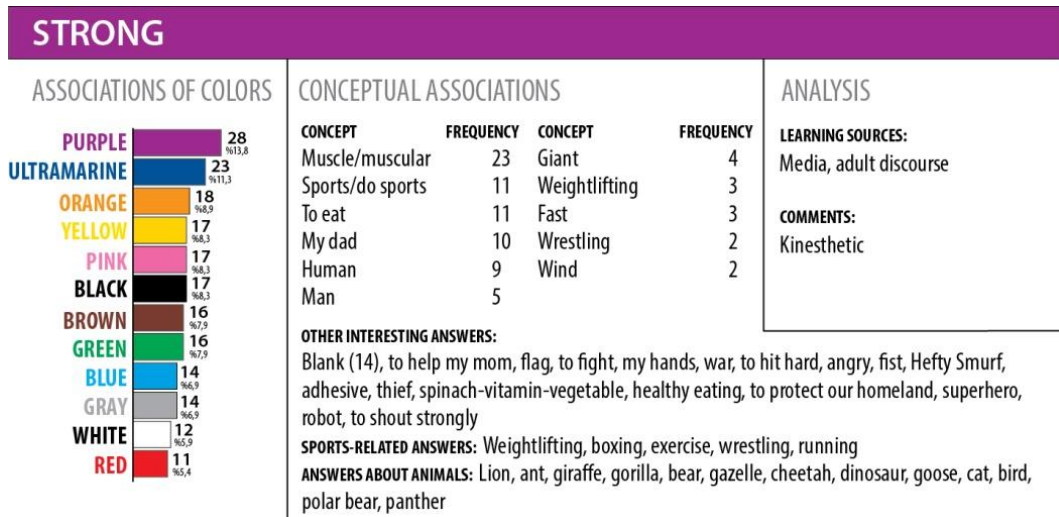 STRONG
ASSOCIATIONS OF COLORS
PURPLE 28 %13,8
ULTRAMARINE 23 %11,3
ORANGE 18 %8,9
YELLOW 17 %8,3
PINK 17 %8,3
BLACK 17 %8,3
BROWN 16 %7,9
GREEN 16 %7,9
BLUE 14 %6,9
GRAY 14 %6,9
WHITE 12 %5,9
RED 11 %5,4
CONCEPTUAL ASSOCIATIONS
CONCEPT FREQUENCY CONCEPT FREQUENCY
Muscle/muscular 23 Giant 4
Sports/do sports 11 Weightlifting 3
To eat 11 Fast 3
My dad 10 Wrestling 2
Human 9 Wind 2
Man 5
OTHER INTERESTING ANSWERS:
Blank (14), to help my mom, flag, to fight, my hands, war, to hit hard, angry, fist, Hefty Smurf,
adhesive, thief, spinach-vitamin-vegetable, healthy eating, to protect our homeland, superhero,
robot, to shout strongly
SPORTS-RELATED ANSWERS: Weightlifting, boxing, exercise, wrestling, running
ANSWERS ABOUT ANIMALS: Lion, ant, giraffe, gorilla, bear, gazelle, cheetah, dinosaur, goose, cat, bird,
polar bear, panther
ANALYSIS
LEARNING SOURCES:
Media, adult discourse
COMMENTS:
Kinesthetic